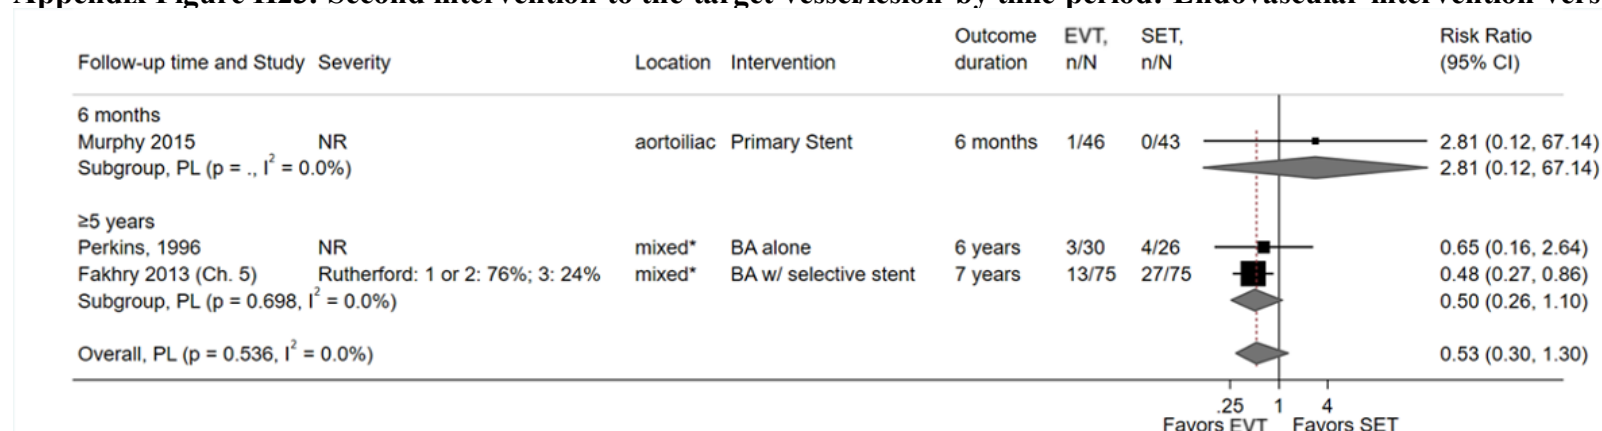 Appendix Figure H23. Second intervention to the target vessel/lesion by time period: Endovascular intervention vers
Follow-up time and Study Severity Location Intervention Outcome duration EVT, n/N SET, n/N Risk Ratio (95% CI)
6 months
Murphy 2015 NR aortoiliac Primary Stent 6 months 1/46 0/43 2.81 (0.12, 67.14)
Subgroup, PL (p = ., I² = 0.0%) 2.81 (0.12, 67.14)
≥5 years
Perkins, 1996 NR mixed* BA alone 6 years 3/30 4/26 0.65 (0.16, 2.64)
Fakhry 2013 (Ch. 5) Rutherford: 1 or 2: 76%; 3: 24% mixed* BA w/ selective stent 7 years 13/75 27/75 0.48 (0.27, 0.86)
Subgroup, PL (p = 0.698, I² = 0.0%) 0.50 (0.26, 1.10)
Overall, PL (p = 0.536, I² = 0.0%) 0.53 (0.30, 1.30)
.25 1 4
Favors EVT Favors SET